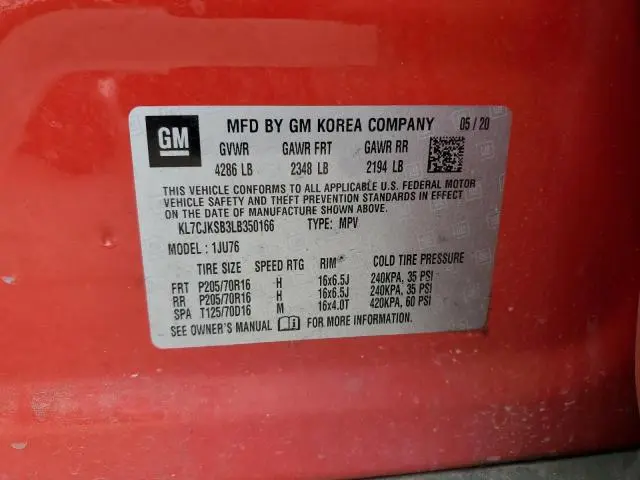 GM
MFD BY GM KOREA COMPANY 05 / 20
GVWR GAWR FRT GAWR RR
4286 LB 2348 LB 2194 LB
THIS VEHICLE CONFORMS TO ALL APPLICABLE U.S. FEDERAL MOTOR
VEHICLE SAFETY AND THEFT PREVENTION STANDARDS IN EFFECT
ON THE DATE OF MANUFACTURE SHOWN ABOVE.
KL7CJKSB3LB350166 TYPE: MPV
MODEL : 1JU76
TIRE SIZE SPEED RTG RIM COLD TIRE PRESSURE
FRT P205/70R16 H 16x6.5J 240KPA, 35 PSI
RR P205/70R16 H 16x6.5J 240KPA, 35 PSI
SPA T125/70D16 M 16x4.0T 420KPA, 60 PSI
SEE OWNER'S MANUAL FOR MORE INFORMATION.